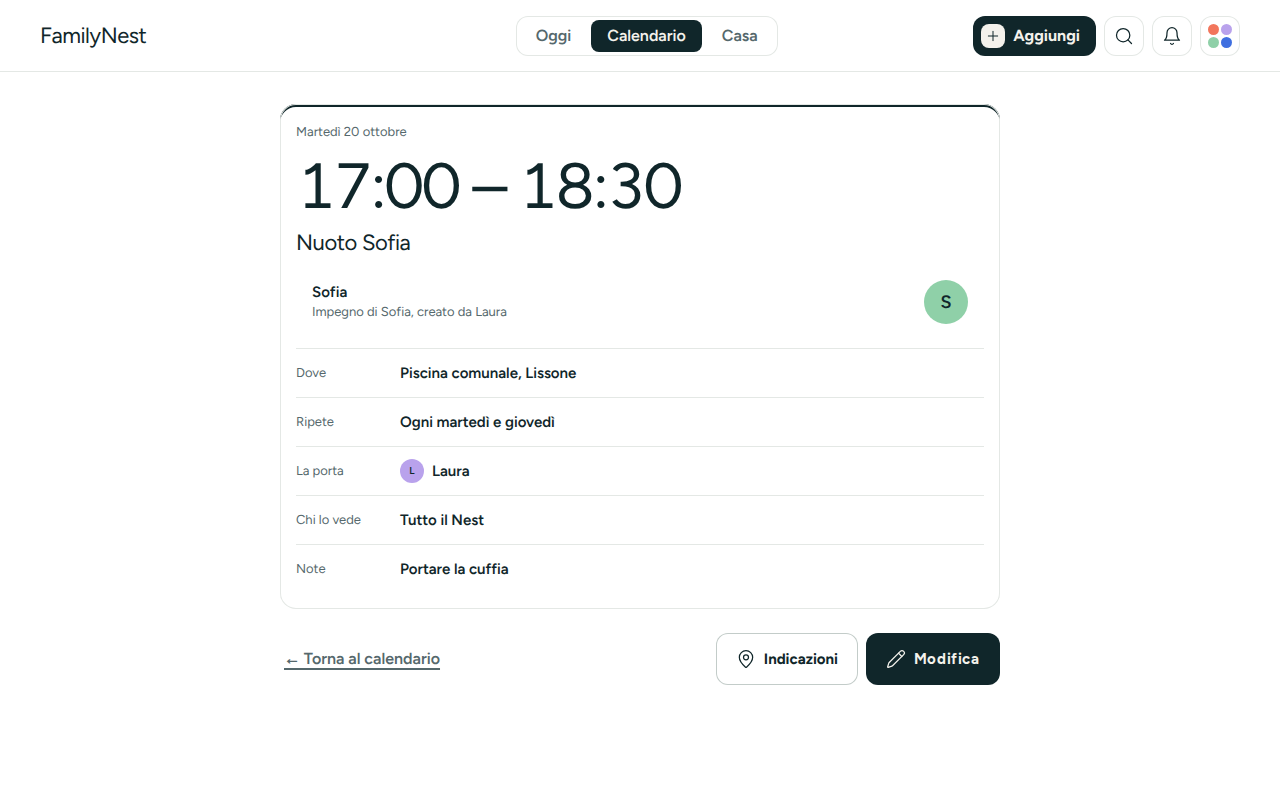 FamilyNest
Oggi
Calendario
Casa
Aggiungi
Martedì 20 ottobre
17:00 – 18:30
Nuoto Sofia
Sofia
Impegno di Sofia, creato da Laura
S
Dove
Piscina comunale, Lissone
Ripete
Ogni martedì e giovedì
La porta
L
Laura
Chi lo vede
Tutto il Nest
Note
Portare la cuffia
← Torna al calendario
Indicazioni
Modifica